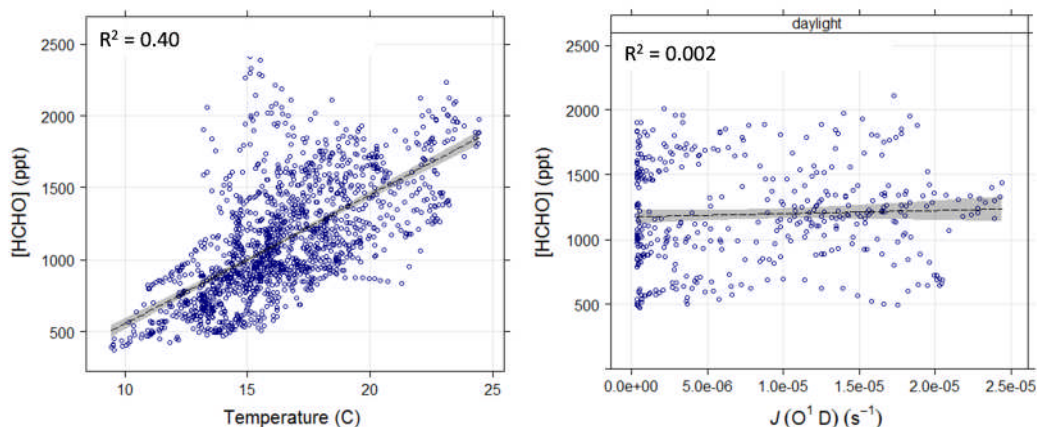 R² = 0.40
2500
2000
1500
1000
500
[HCHO] (ppt)
10 15 20 25
Temperature (C)
daylight
R² = 0.002
2500
2000
1500
1000
500
[HCHO] (ppt)
0.0e+00 5.0e-06 1.0e-05 1.5e-05 2.0e-05 2.5e-05
J (O¹ D) (s⁻¹)